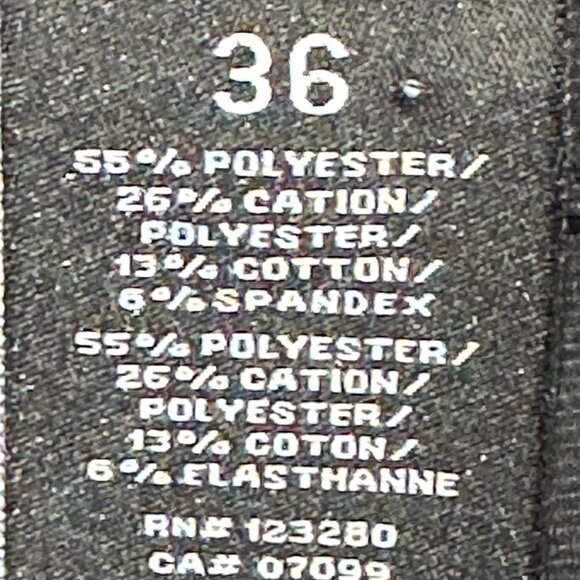 36
55% POLYESTER/
26% CATION/
POLYESTER/
13% COTTON/
6% SPANDEX
55% POLYESTER/
26% CATION/
POLYESTER/
13% COTON/
6% ELASTHANNE
RN# 123280
CA# 07099